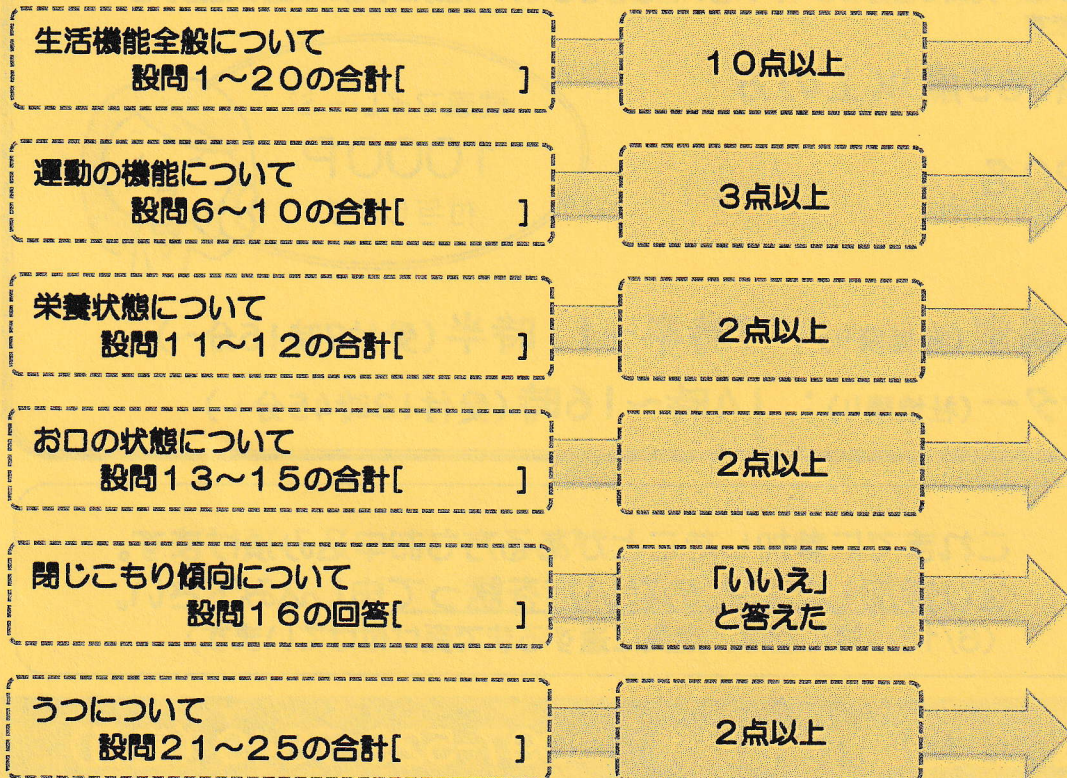 生活機能全般について
設問1~20の合計[ ]
10点以上
運動の機能について
設問6~10の合計[ ]
3点以上
栄養状態について
設問11~12の合計[ ]
2点以上
お口の状態について
設問13~15の合計[ ]
2点以上
閉じこもり傾向について
設問16の回答[ ]
「いいえ」
と答えた
うつについて
設問21~25の合計[ ]
2点以上